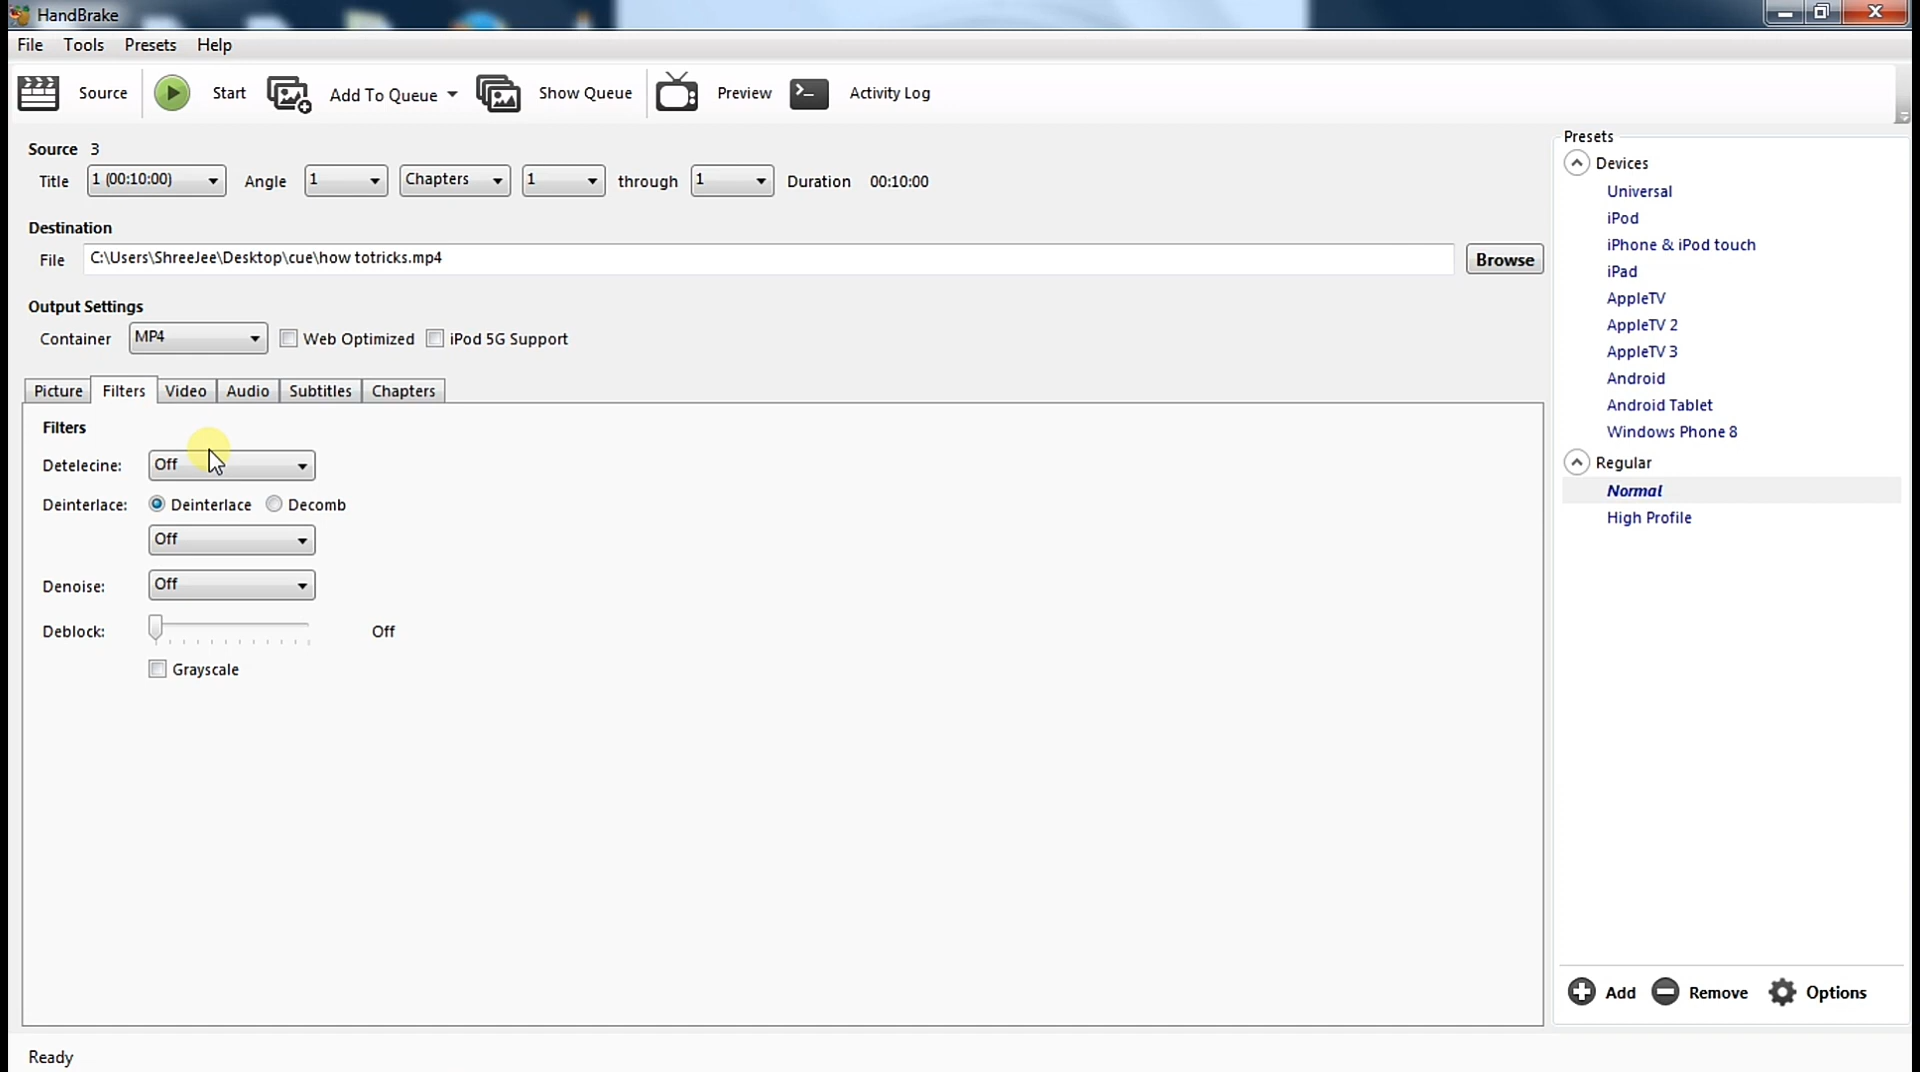 HandBrake
File Tools Presets Help
Source Start Add To Queue Show Queue Preview Activity Log
Source 3
Title 1 (00:10:00) Angle 1 Chapters 1 through 1 Duration 00:10:00
Destination
File C:\Users\ShreeJee\Desktop\cue\how totricks.mp4 Browse
Output Settings
Container MP4 Web Optimized iPod 5G Support
Picture Filters Video Audio Subtitles Chapters
Filters
Detelecine: Off
Deinterlace: Deinterlace Decomb
Off
Denoise: Off
Deblock: Off
Grayscale
Presets
Devices
Universal
iPod
iPhone & iPod touch
iPad
AppleTV
AppleTV 2
AppleTV 3
Android
Android Tablet
Windows Phone 8
Regular
Normal
High Profile
Add Remove Options
Ready